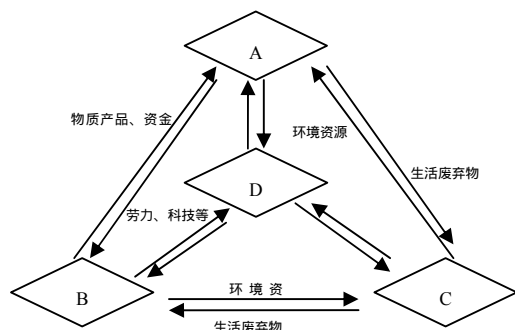 A
物质产品、资金
环境资源
生活废弃物
D
劳力、科技等
B
环 境 资
C
生活废弃物